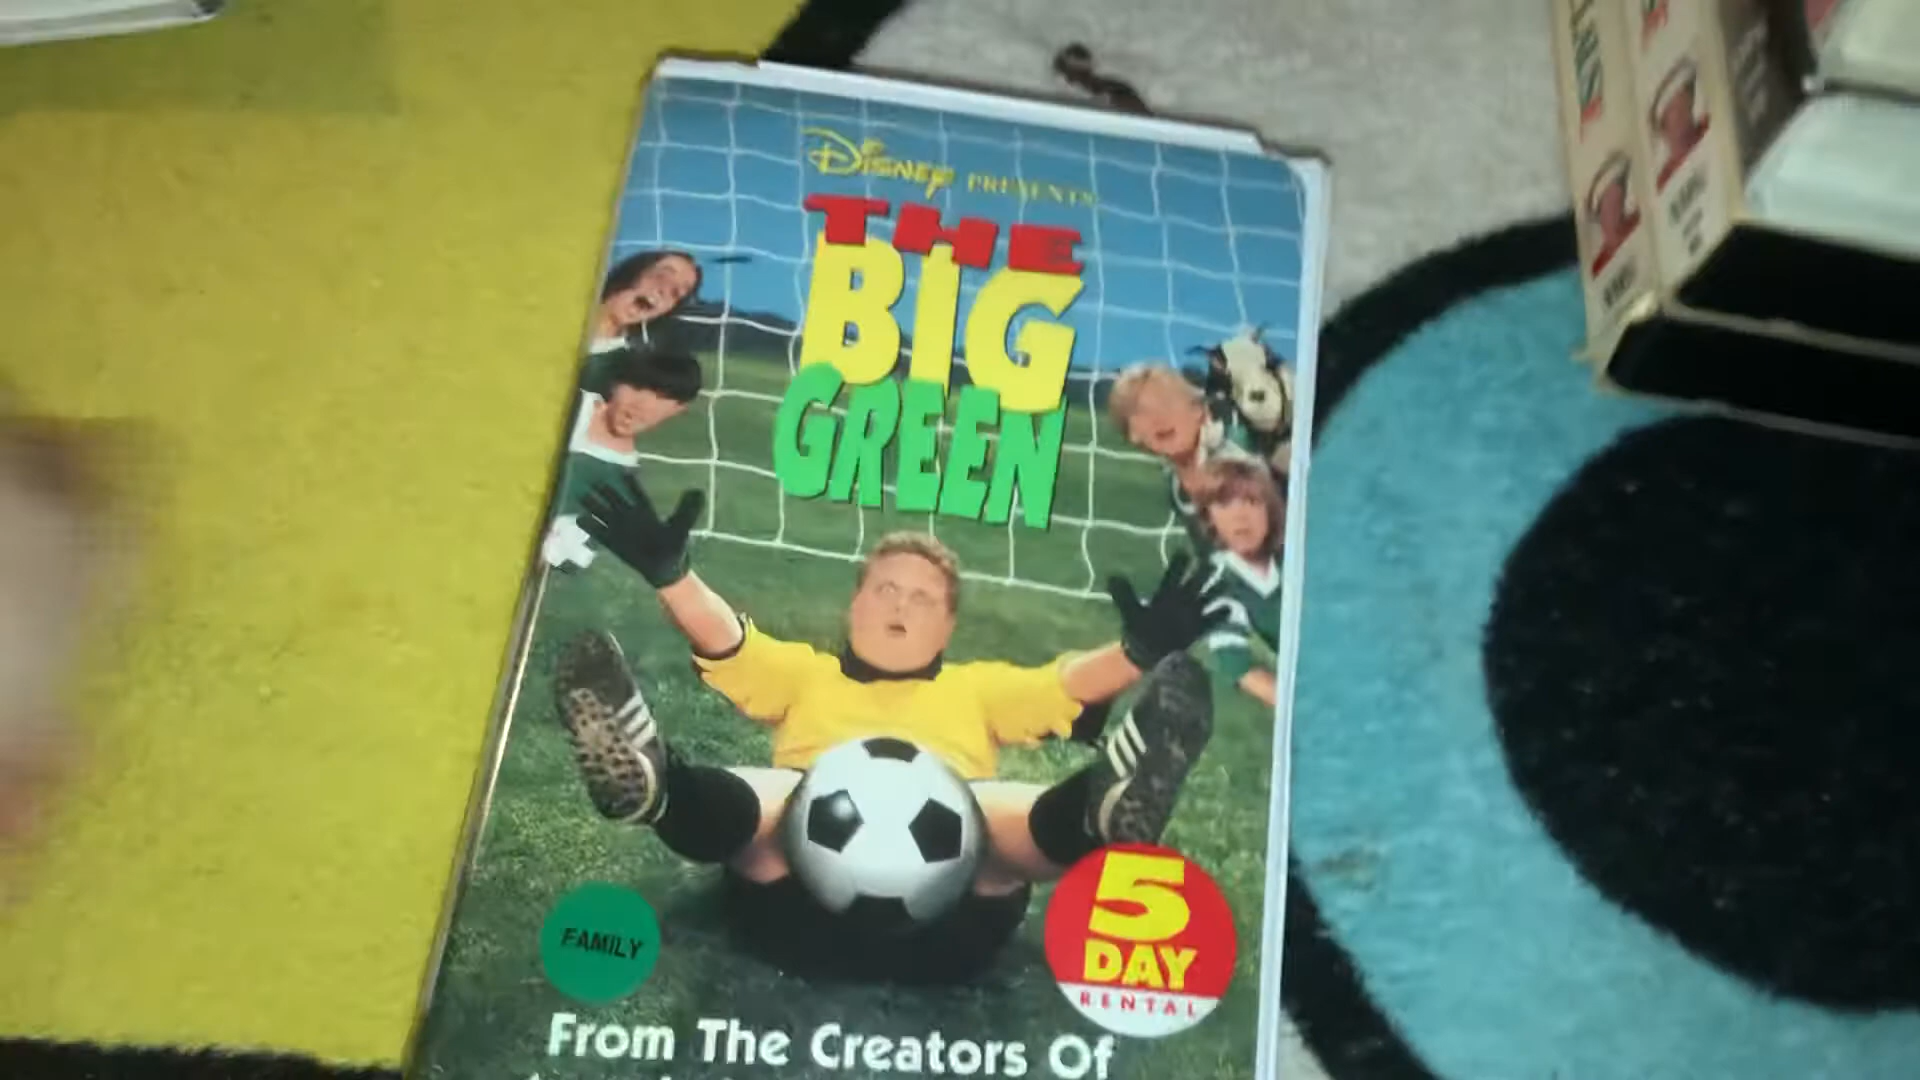 Disney PRESENTS
THE
BIG
GREEN
5
DAY
RENTAL
FAMILY
From The Creators Of